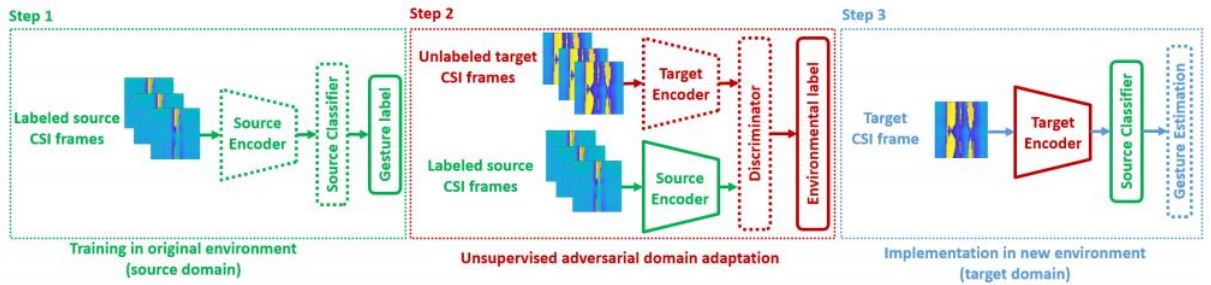 Step 1
Labeled source
CSI frames
Source
Encoder
Source Classifier
Gesture label
Training in original environment
(source domain)
Step 2
Unlabeled target
CSI frames
Target
Encoder
Labeled source
CSI frames
Source
Encoder
Discriminator
Environmental label
Unsupervised adversarial domain adaptation
Step 3
Target
CSI frame
Target
Encoder
Source Classifier
Gesture Estimation
Implementation in new environment
(target domain)